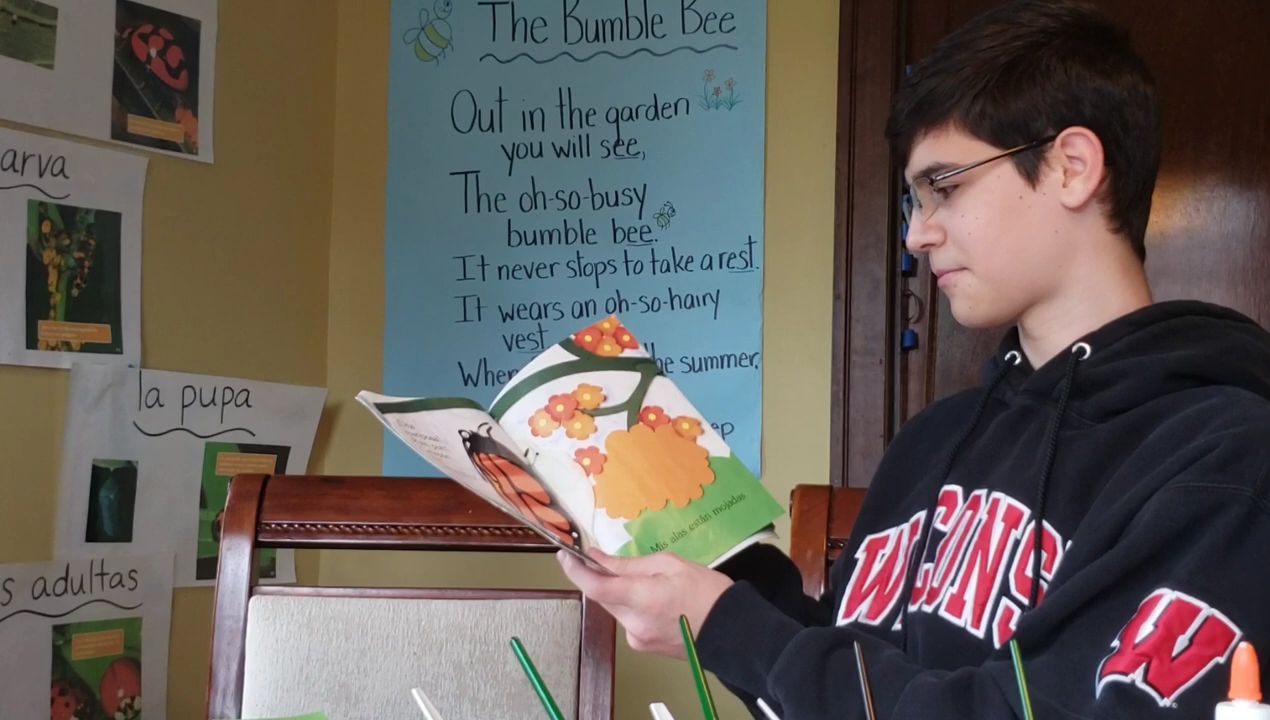 The Bumble Bee
Out in the garden
you will see,
The oh-so-busy
bumble bee.
It never stops to take a rest.
It wears an oh-so-hairy
vest
the summer,
arva
la pupa
s adultas
Mis alas están mojadas
WISCONS
W